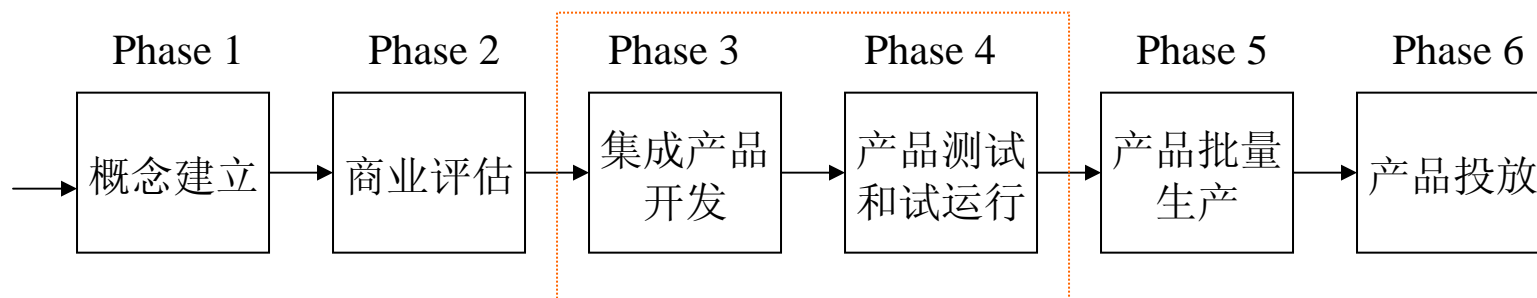 Phase 1
Phase 2
Phase 3
Phase 4
Phase 5
Phase 6
概念建立
商业评估
集成产品
开发
产品测试
和试运行
产品批量
生产
产品投放